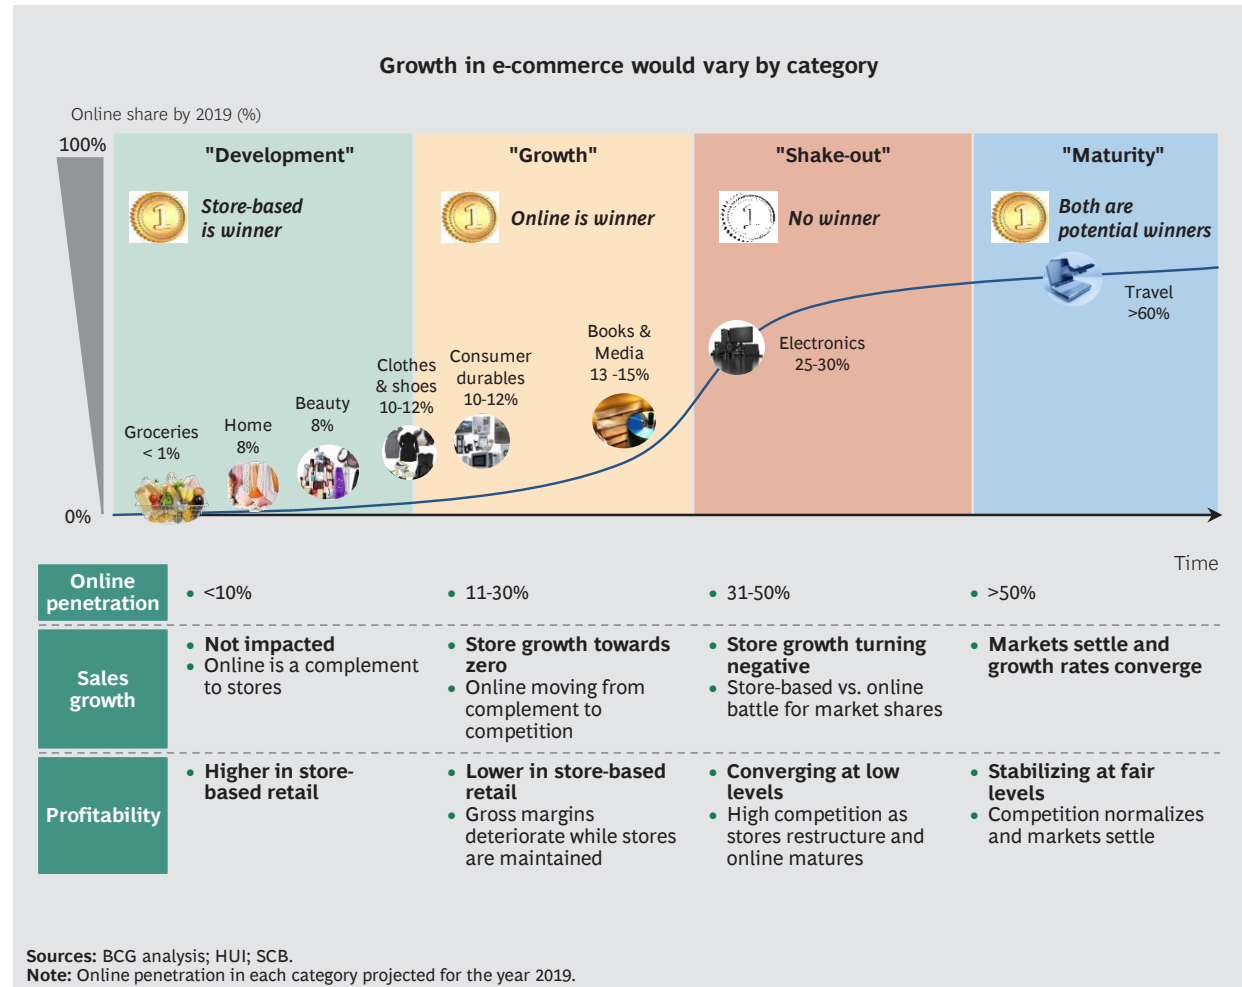 Growth in e-commerce would vary by category
Online share by 2019 (%)
100%
0%
"Development"
Store-based
is winner
"Growth"
Online is winner
"Shake-out"
No winner
"Maturity"
Both are
potential winners
1
1
1
1
Groceries
< 1%
Home
8%
Beauty
8%
Clothes
& shoes
10-12%
Consumer
durables
10-12%
Books &
Media
13 -15%
Electronics
25-30%
Travel
>60%
Time
Online
penetration
• <10%
• 11-30%
• 31-50%
• >50%
Sales
growth
• Not impacted
• Online is a complement
to stores
• Store growth towards
zero
• Online moving from
complement to
competition
• Store growth turning
negative
• Store-based vs. online
battle for market shares
• Markets settle and
growth rates converge
Profitability
• Higher in store-
based retail
• Lower in store-based
retail
• Gross margins
deteriorate while stores
are maintained
• Converging at low
levels
• High competition as
stores restructure and
online matures
• Stabilizing at fair
levels
• Competition normalizes
and markets settle
Sources: BCG analysis; HUI; SCB.
Note: Online penetration in each category projected for the year 2019.